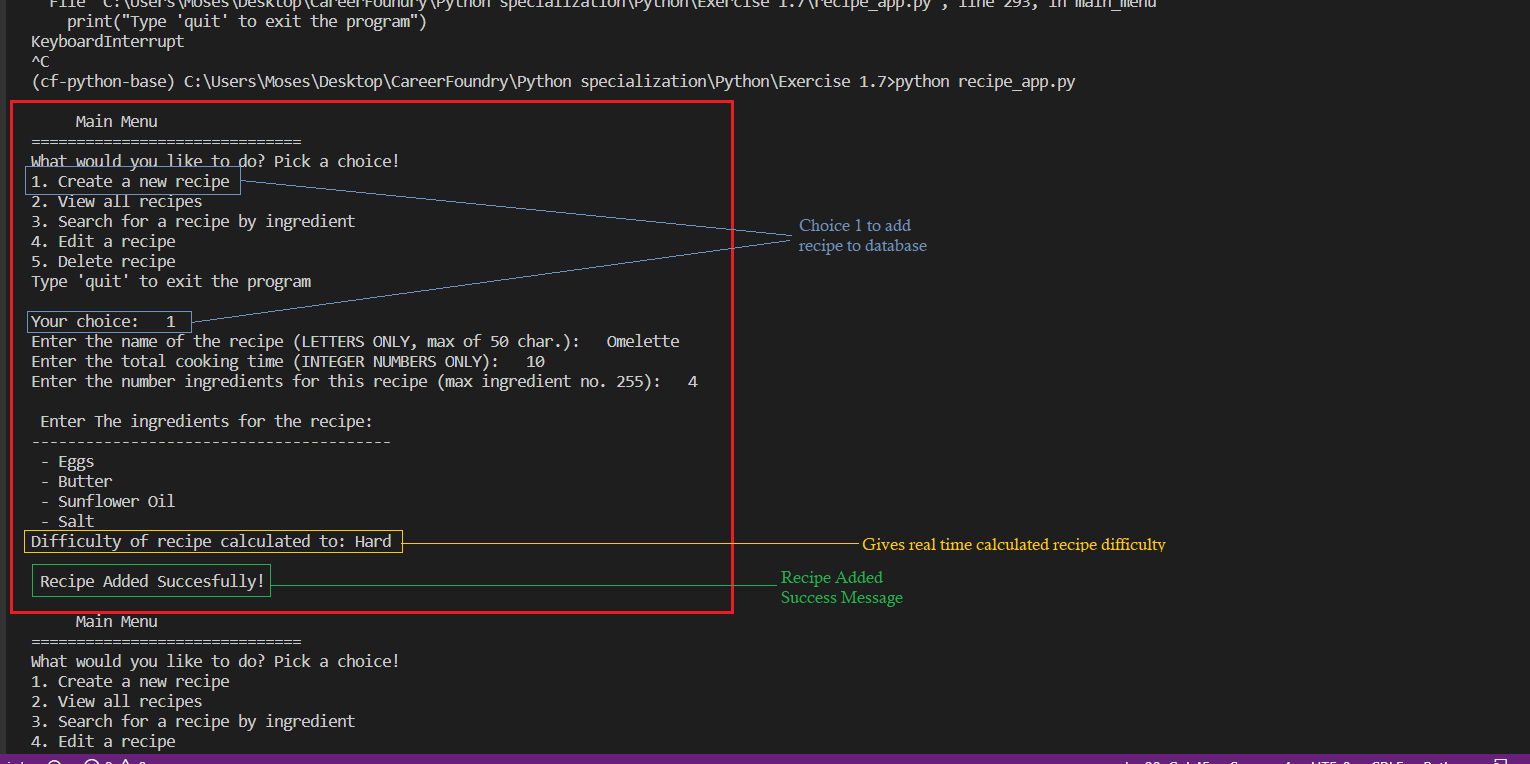 File "C:\Users\Moses\Desktop\CareerFoundry\Python specialization\Python\Exercise 1.7\recipe_app.py", line 293, in main_menu
print("Type 'quit' to exit the program")
KeyboardInterrupt
^C
(cf-python-base) C:\Users\Moses\Desktop\CareerFoundry\Python specialization\Python\Exercise 1.7>python recipe_app.py
Main Menu
==============================
What would you like to do? Pick a choice!
1. Create a new recipe
2. View all recipes
3. Search for a recipe by ingredient
4. Edit a recipe
5. Delete recipe
Type 'quit' to exit the program
Choice 1 to add
recipe to database
Your choice: 1
Enter the name of the recipe (LETTERS ONLY, max of 50 char.): Omelette
Enter the total cooking time (INTEGER NUMBERS ONLY): 10
Enter the number ingredients for this recipe (max ingredient no. 255): 4
Enter The ingredients for the recipe:
----------------------------------------
- Eggs
- Butter
- Sunflower Oil
- Salt
Difficulty of recipe calculated to: Hard
Gives real time calculated recipe difficulty
Recipe Added Succesfully!
Recipe Added
Success Message
Main Menu
==============================
What would you like to do? Pick a choice!
1. Create a new recipe
2. View all recipes
3. Search for a recipe by ingredient
4. Edit a recipe